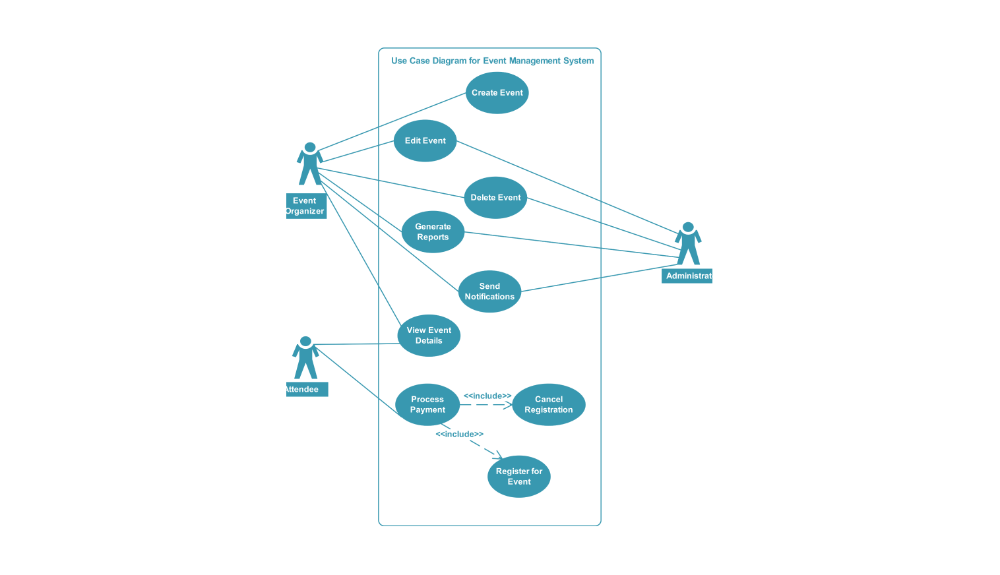 Use Case Diagram for Event Management System
Create Event
Edit Event
Event
Organizer
Delete Event
Generate
Reports
Administrat
Send
Notifications
View Event
Details
Attendee
Process
Payment
<<include>>
Cancel
Registration
<<include>>
Register for
Event